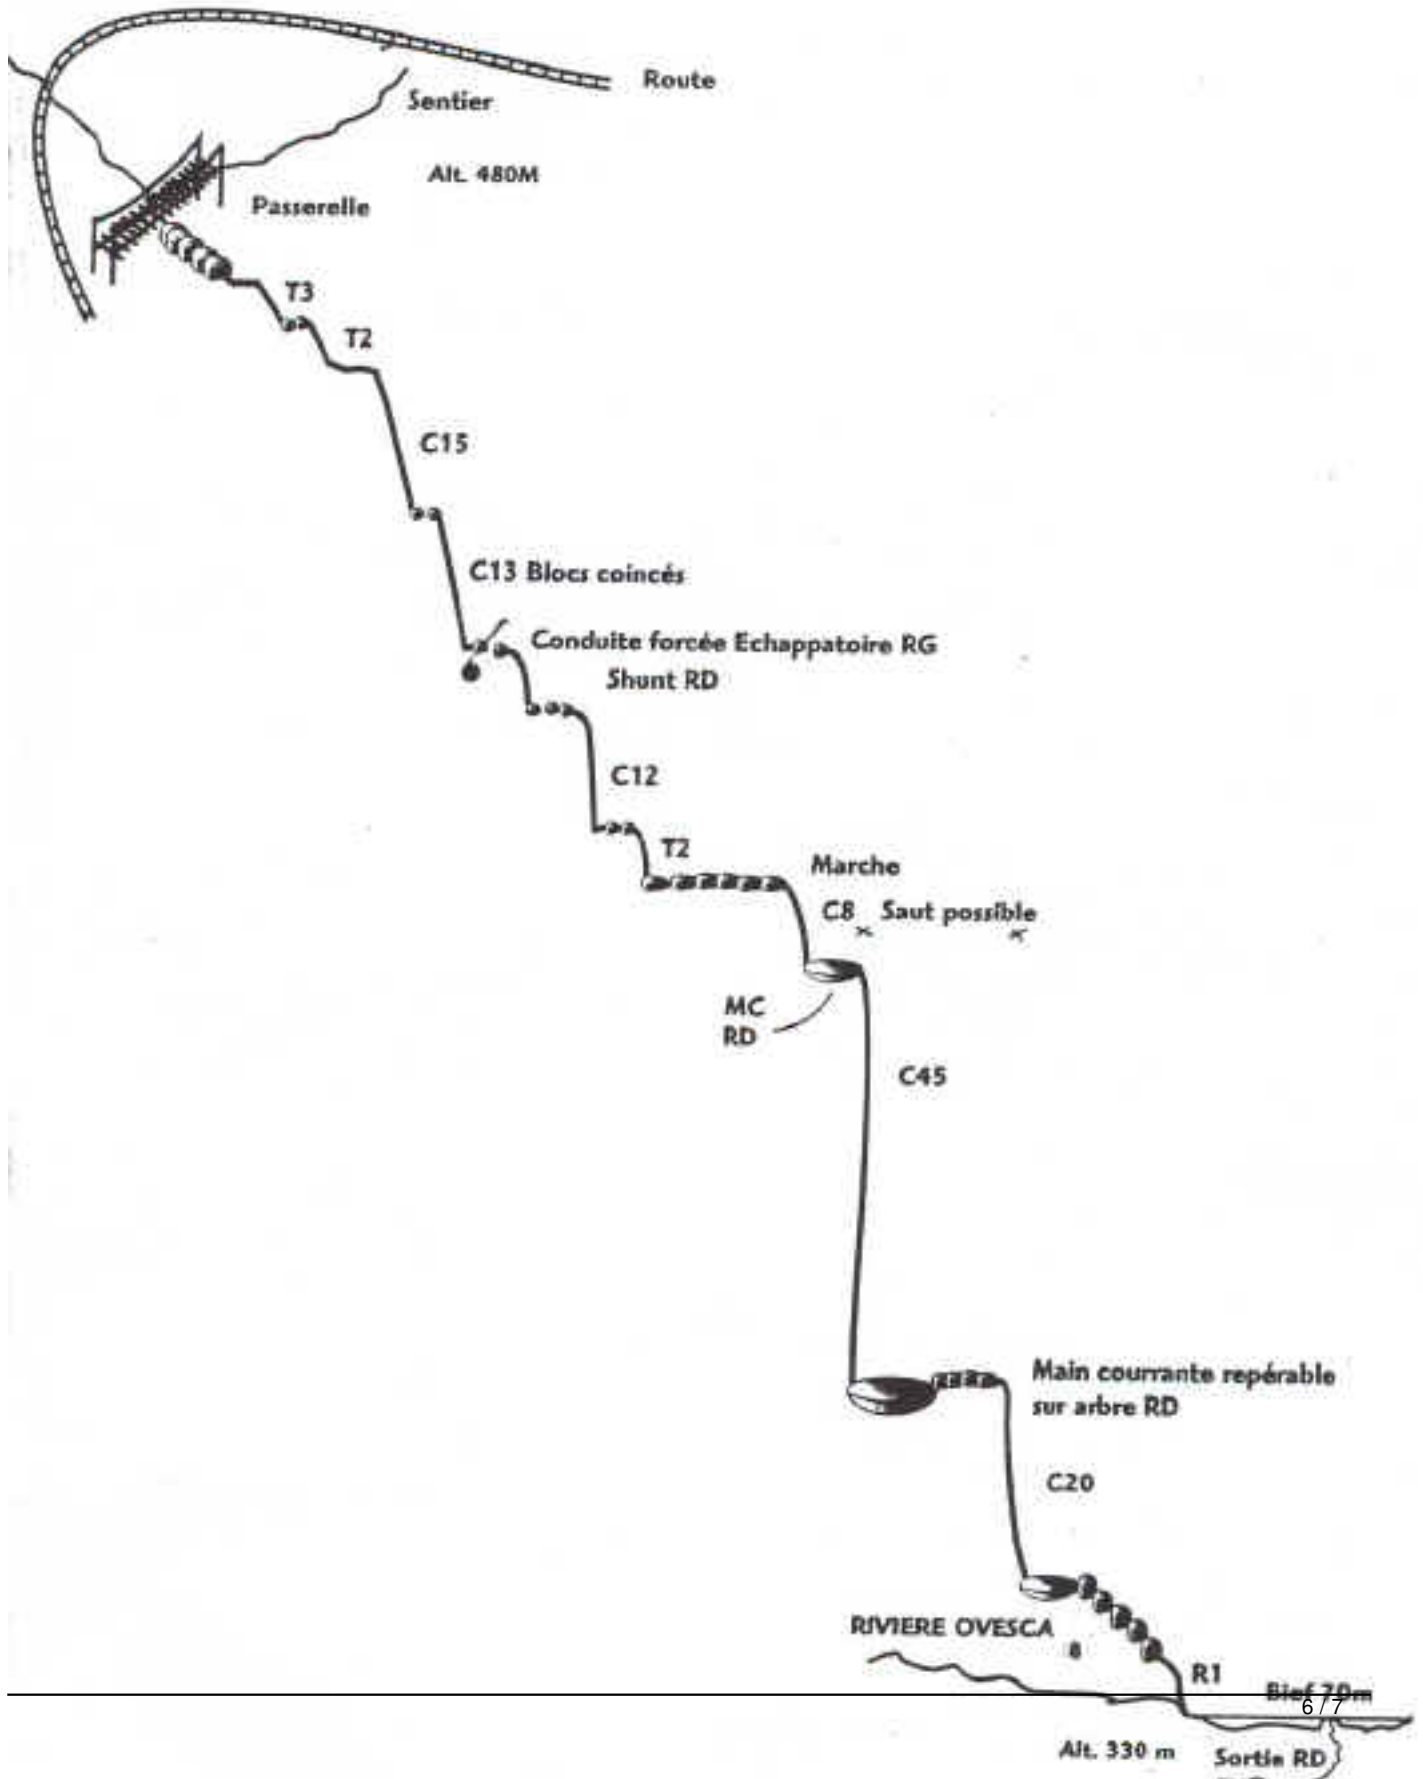 Route
Sentier
Alt. 480M
Passerelle
T3
T2
C15
C13 Blocs coincés
Conduite forcée Echappatoire RG
Shunt RD
C12
T2
Marche
C8 Saut possible
MC
RD
C45
Main courrante repérable
sur arbre RD
C20
RIVIERE OVESCA
8
R1
Bief 70m
6 / 7
Alt. 330 m
Sortie RD